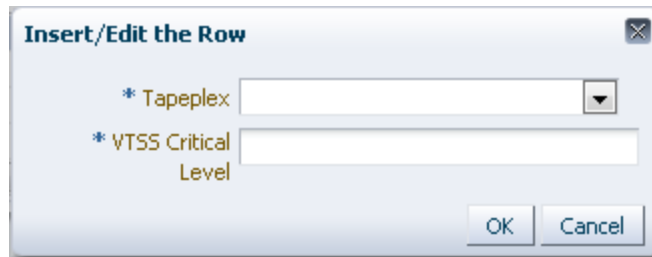 Insert/Edit the Row
* Tapeplex
* VTSS Critical
Level
OK Cancel